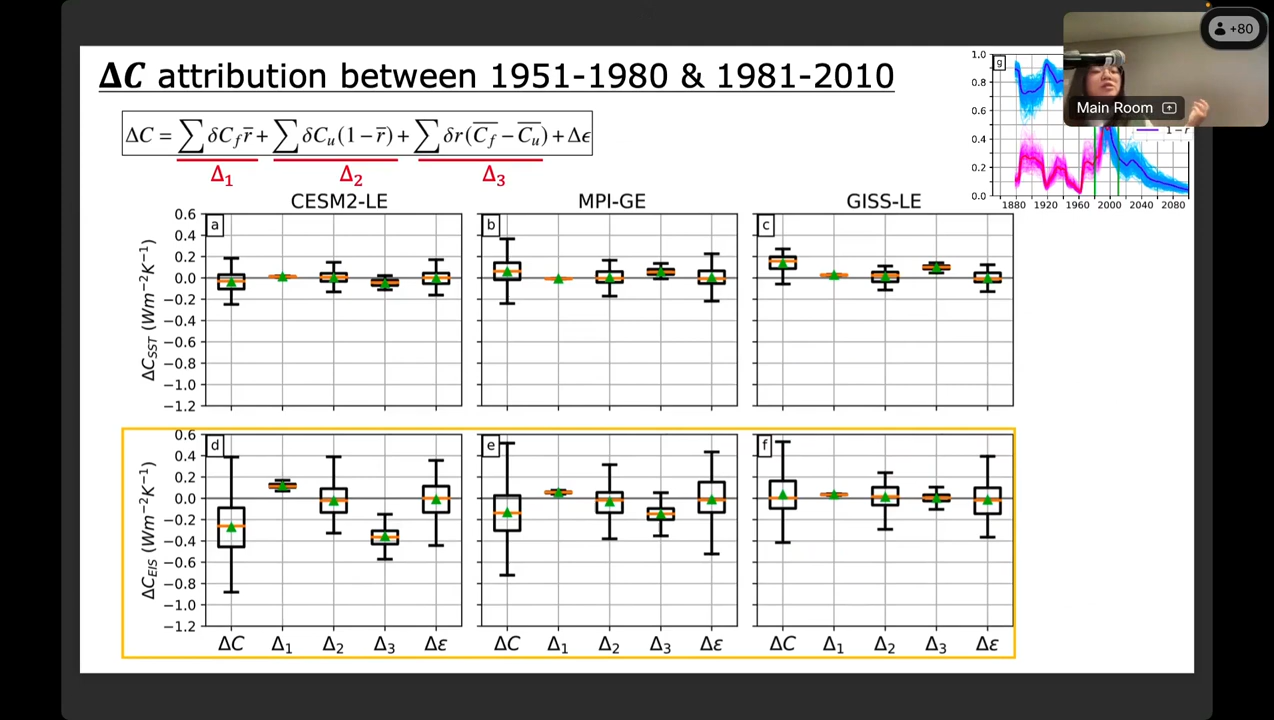 +80
ΔC attribution between 1951-1980 & 1981-2010
Main Room
ΔC = ∑ δC_f r̅ + ∑ δC_u(1 − r̅) + ∑ δr(C̅_f − C̅_u) + Δϵ
Δ₁ Δ₂ Δ₃
g
1.0
0.8
0.6
0.4
0.2
0.0
1880 1920 1960 2000 2040 2080
CESM2-LE MPI-GE GISS-LE
ΔC_SST (Wm⁻²K⁻¹)
0.6
0.4
0.2
0.0
−0.2
−0.4
−0.6
−0.8
−1.0
−1.2
a b c
ΔC_EIS (Wm⁻²K⁻¹)
0.6
0.4
0.2
0.0
−0.2
−0.4
−0.6
−0.8
−1.0
−1.2
d e f
ΔC Δ₁ Δ₂ Δ₃ Δε ΔC Δ₁ Δ₂ Δ₃ Δε ΔC Δ₁ Δ₂ Δ₃ Δε